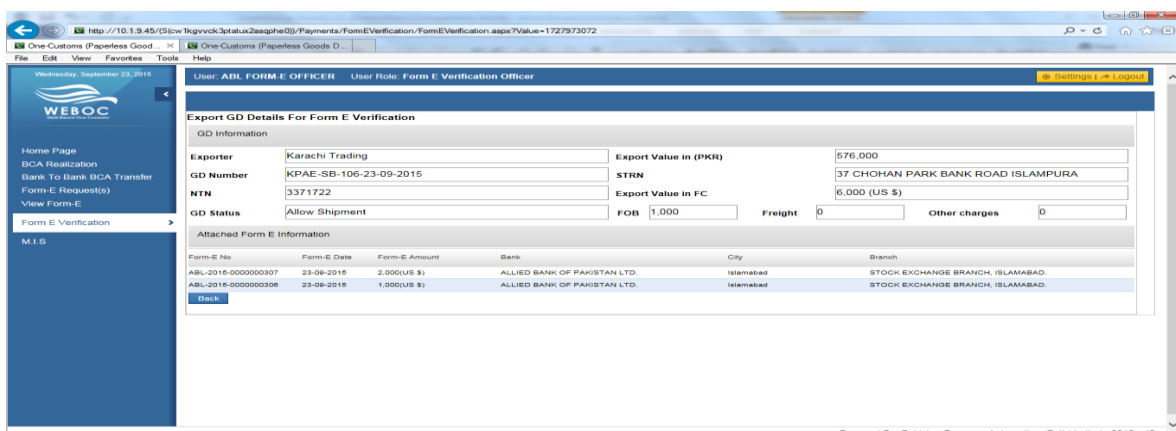 http://10.1.9.45/(S(cw1kgvvck3ptatux2aaqphe0))/Payments/FormEVerification/FormEVerification.aspx?Value=1727973072
One-Customs (Paperless Good... One-Customs (Paperless Goods D...
File Edit View Favorites Tools Help
Wednesday, September 23, 2015
User: ABL FORM-E OFFICER User Role: Form E Verification Officer
Settings | Logout
WEBOC
Web Based One Customs
Home Page
BCA Realization
Bank To Bank BCA Transfer
Form-E Request(s)
View Form-E
Form E Verification
M.I.S
Export GD Details For Form E Verification
GD Information
Exporter Karachi Trading Export Value in (PKR) 576,000
GD Number KPAE-SB-106-23-09-2015 STRN 37 CHOHAN PARK BANK ROAD ISLAMPURA
NTN 3371722 Export Value in FC 6,000 (US $)
GD Status Allow Shipment FOB 1,000 Freight 0 Other charges 0
Attached Form E Information
Form-E No Form-E Date Form-E Amount Bank City Branch
ABL-2015-0000000307 23-09-2015 2,000(US $) ALLIED BANK OF PAKISTAN LTD. Islamabad STOCK EXCHANGE BRANCH, ISLAMABAD.
ABL-2015-0000000306 23-09-2015 1,000(US $) ALLIED BANK OF PAKISTAN LTD. Islamabad STOCK EXCHANGE BRANCH, ISLAMABAD.
Back